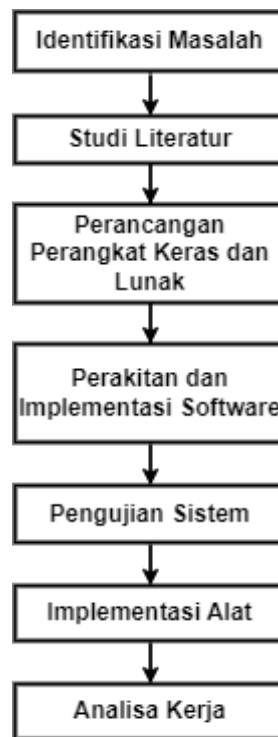 Identifikasi Masalah
Studi Literatur
Perancangan
Perangkat Keras dan
Lunak
Perakitan dan
Implementasi Software
Pengujian Sistem
Implementasi Alat
Analisa Kerja